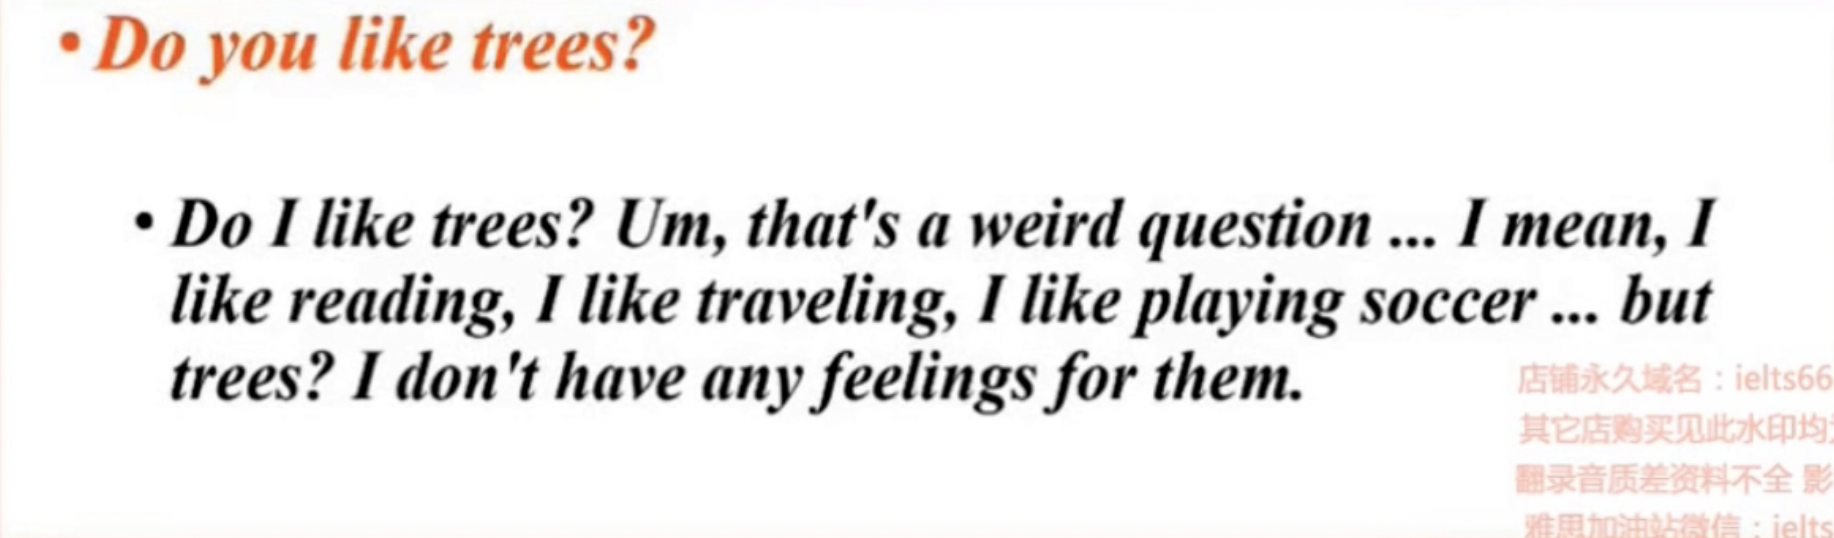 • Do you like trees?
• Do I like trees? Um, that's a weird question ... I mean, I
like reading, I like traveling, I like playing soccer ... but
trees? I don't have any feelings for them.
店铺永久域名：ielts66
其它店购买见此水印均
翻录音质差资料不全 影
雅思加油站微信：ielts